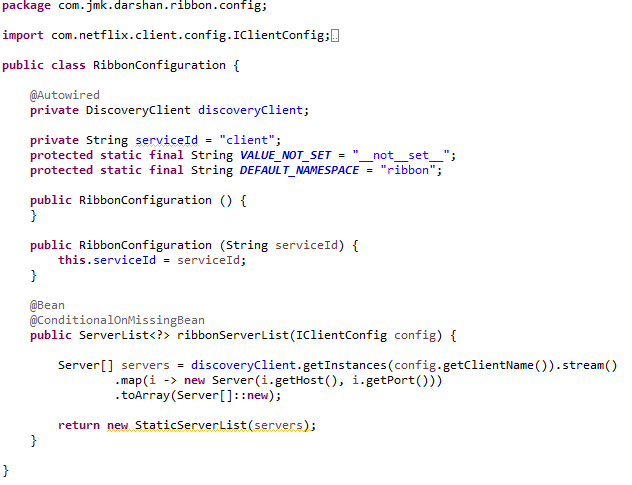 package com.jmk.darshan.ribbon.config;
import com.netflix.client.config.IClientConfig;
public class RibbonConfiguration {
@Autowired
private DiscoveryClient discoveryClient;
private String serviceId = "client";
protected static final String VALUE_NOT_SET = "__not__set__";
protected static final String DEFAULT_NAMESPACE = "ribbon";
public RibbonConfiguration () {
}
public RibbonConfiguration (String serviceId) {
this.serviceId = serviceId;
}
@Bean
@ConditionalOnMissingBean
public ServerList<?> ribbonServerList(IClientConfig config) {
Server[] servers = discoveryClient.getInstances(config.getClientName()).stream()
.map(i -> new Server(i.getHost(), i.getPort()))
.toArray(Server[]::new);
return new StaticServerList(servers);
}
}